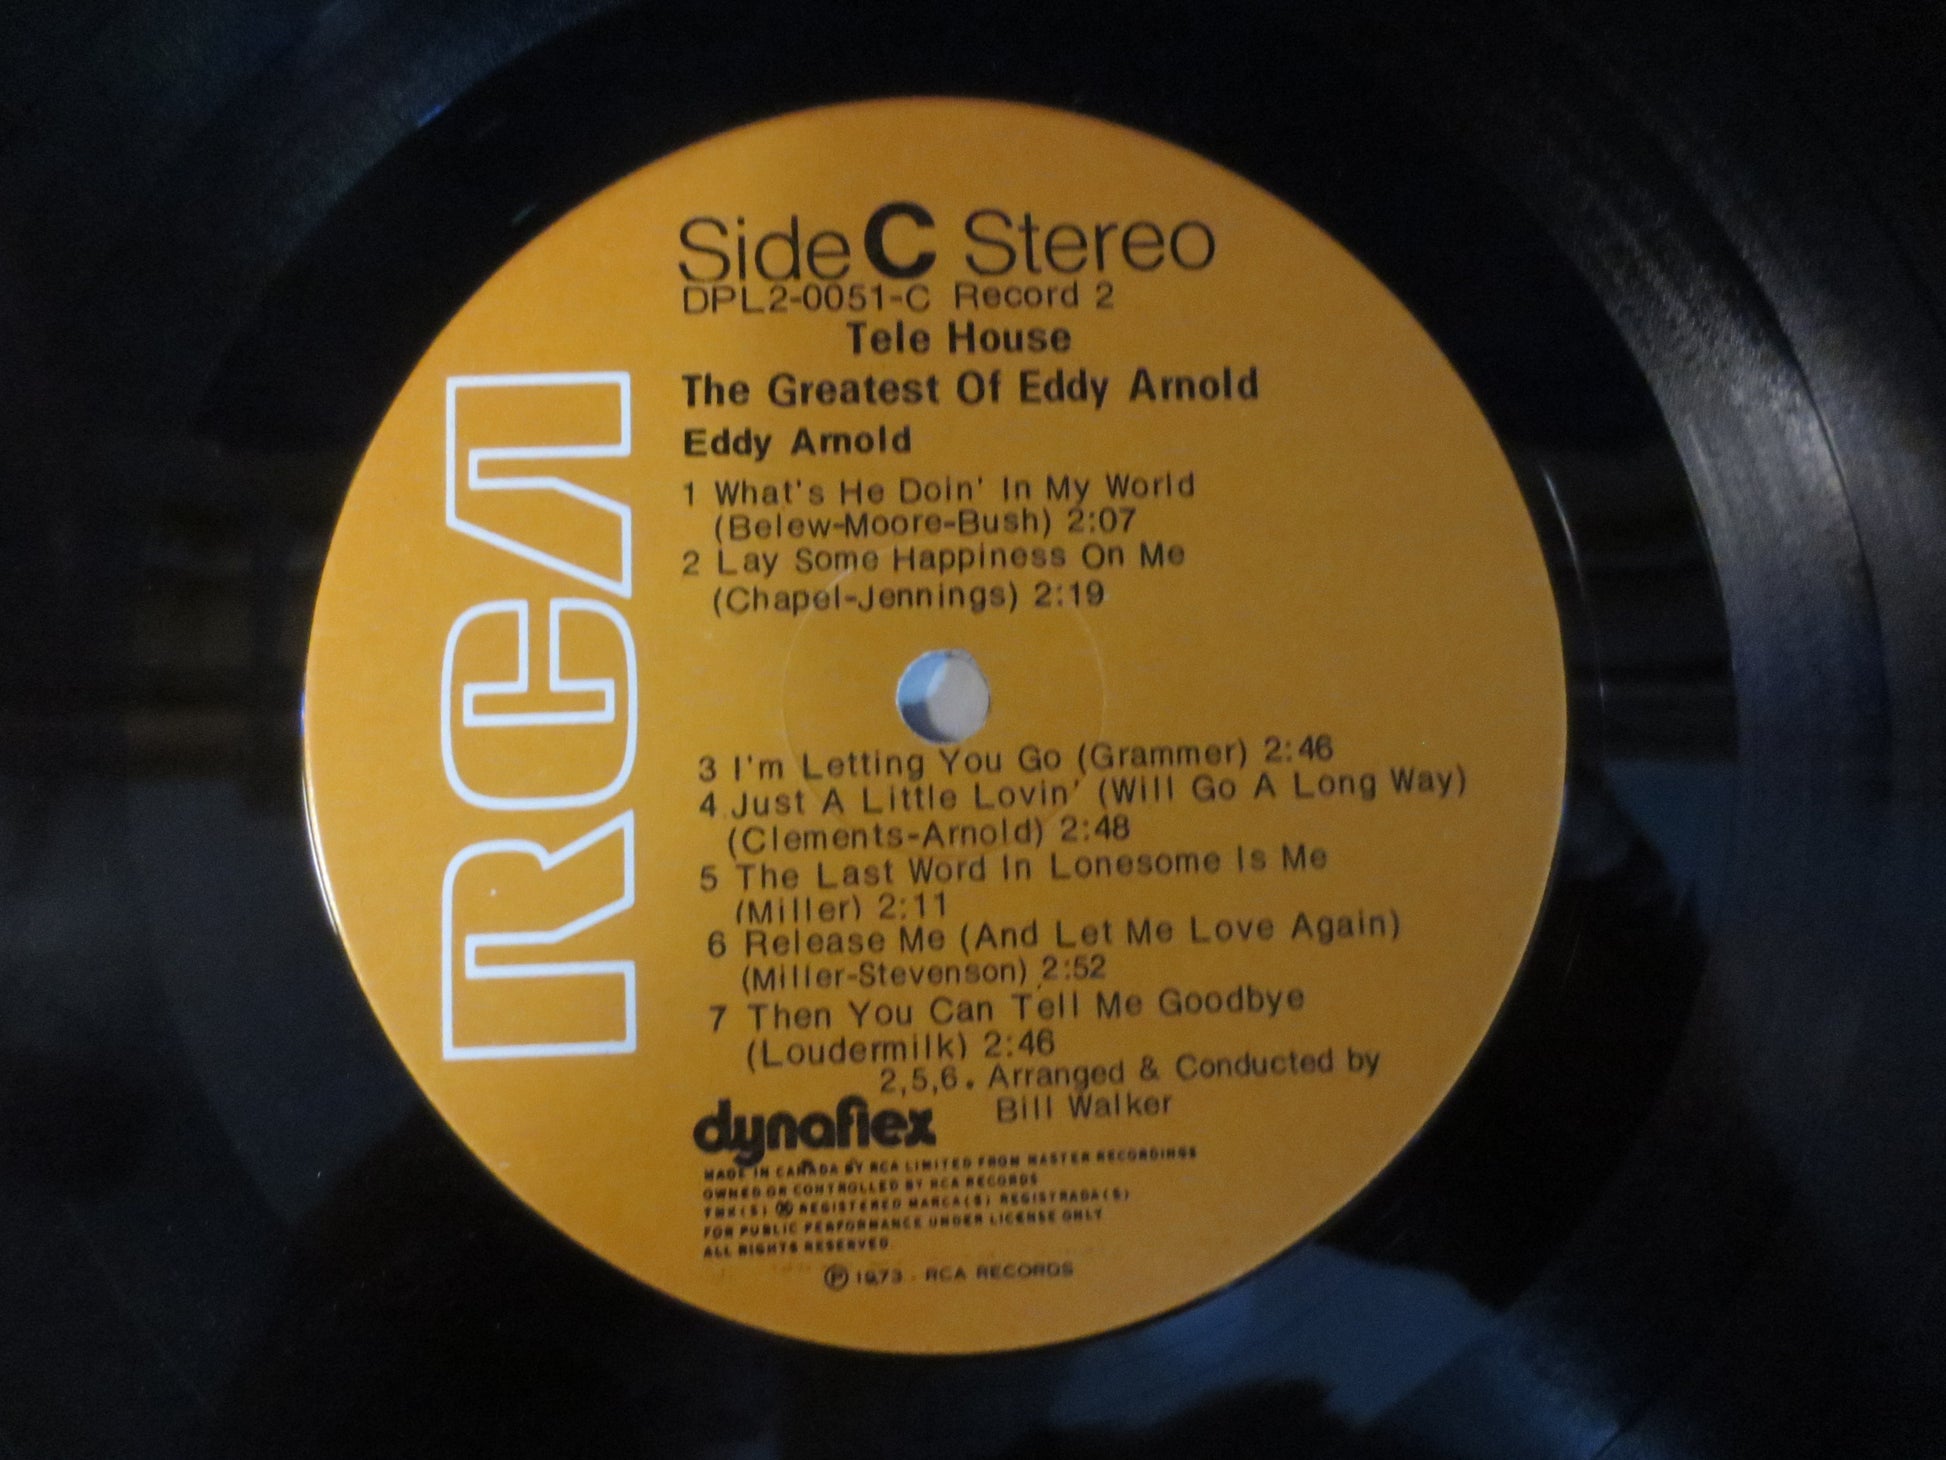 RCA
Side C Stereo
DPL2-0051-C Record 2
Tele House
The Greatest Of Eddy Arnold
Eddy Arnold
1 What's He Doin' In My World
(Belew-Moore-Bush) 2:07
2 Lay Some Happiness On Me
(Chapel-Jennings) 2:19
3 I'm Letting You Go (Grammer) 2:46
4 Just A Little Lovin' (Will Go A Long Way)
(Clements-Arnold) 2:48
5 The Last Word In Lonesome Is Me
(Miller) 2:11
6 Release Me (And Let Me Love Again)
(Miller-Stevenson) 2:52
7 Then You Can Tell Me Goodbye
(Loudermilk) 2:46
2,5,6. Arranged & Conducted by
Bill Walker
dynaflex
MADE IN CANADA BY RCA LIMITED FROM MASTER RECORDINGS
OWNED OR CONTROLLED BY RCA RECORDS
TMK(S) ® REGISTERED MARCA(S) REGISTRADA(S)
FOR PUBLIC PERFORMANCE UNDER LICENSE ONLY
ALL RIGHTS RESERVED.
℗ 1973 . RCA RECORDS